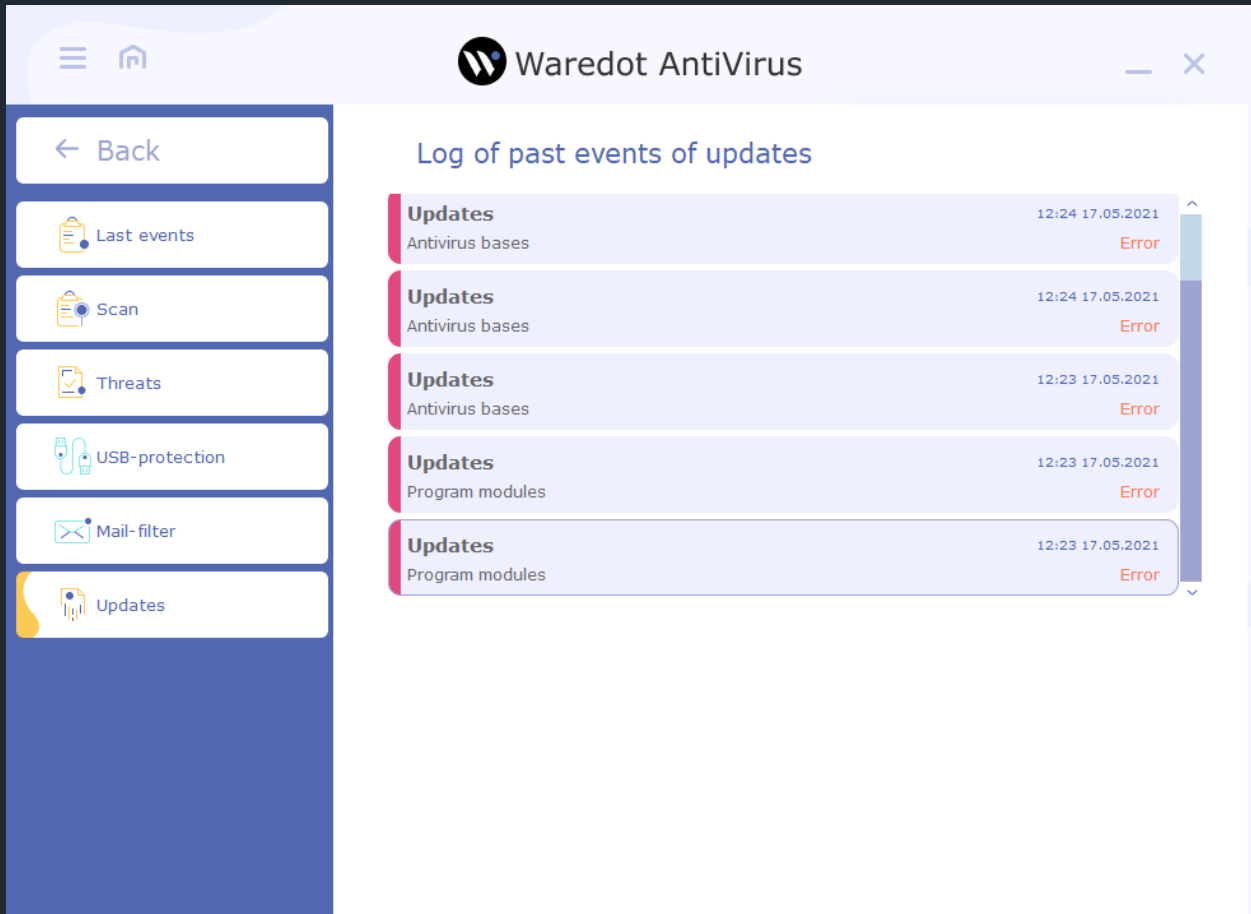 Waredot AntiVirus
Back
Last events
Scan
Threats
USB-protection
Mail-filter
Updates
Log of past events of updates
Updates 12:24 17.05.2021
Antivirus bases Error
Updates 12:24 17.05.2021
Antivirus bases Error
Updates 12:23 17.05.2021
Antivirus bases Error
Updates 12:23 17.05.2021
Program modules Error
Updates 12:23 17.05.2021
Program modules Error